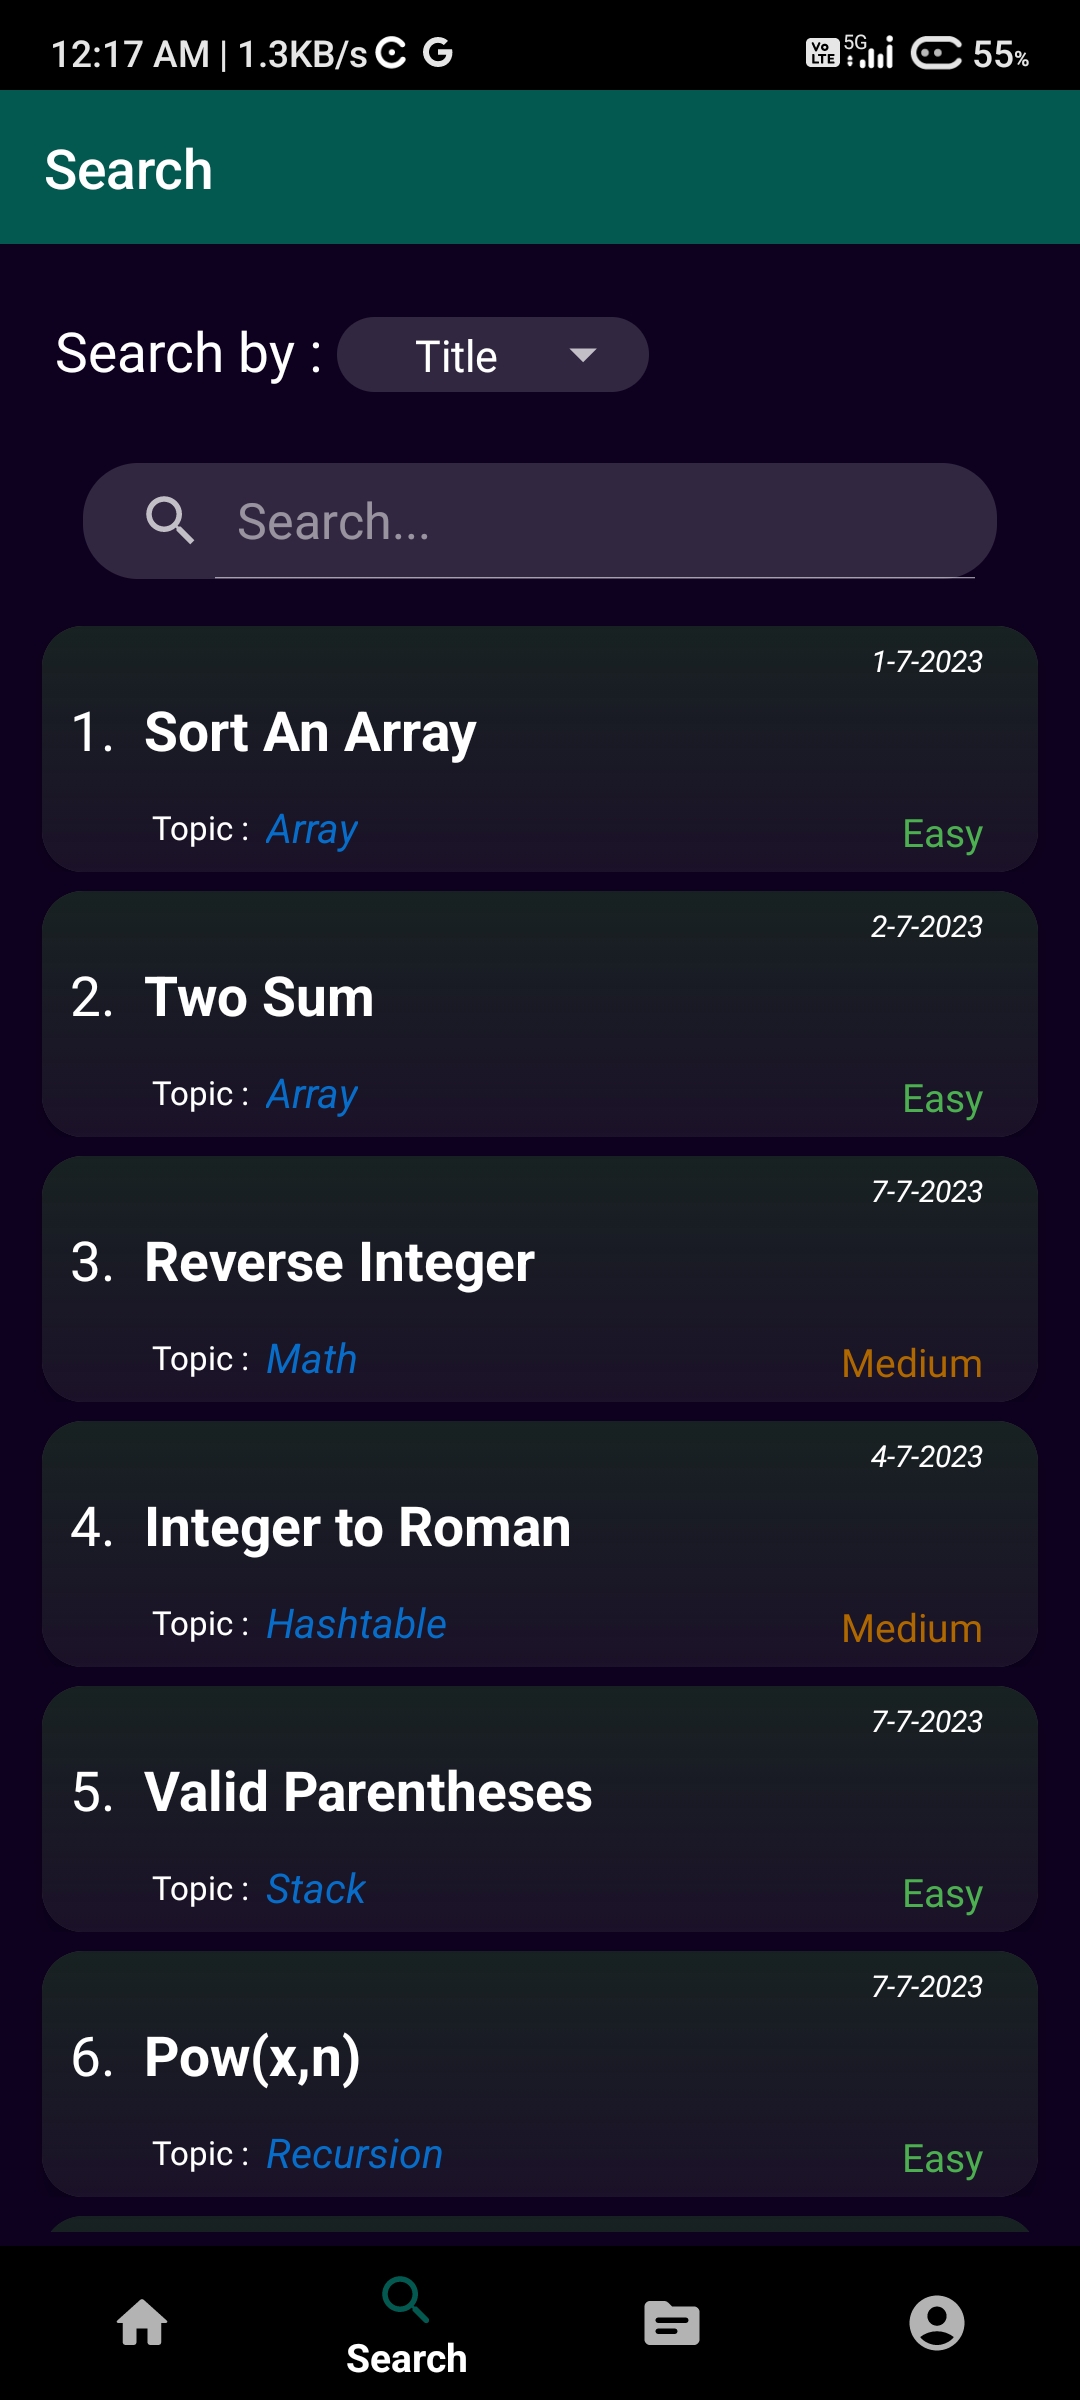 12:17 AM | 1.3KB/s G Vo LTE 5G 55%
Search
Search by : Title
Search...
1-7-2023
1. Sort An Array
Topic : Array Easy
2-7-2023
2. Two Sum
Topic : Array Easy
7-7-2023
3. Reverse Integer
Topic : Math Medium
4-7-2023
4. Integer to Roman
Topic : Hashtable Medium
7-7-2023
5. Valid Parentheses
Topic : Stack Easy
7-7-2023
6. Pow(x,n)
Topic : Recursion Easy
Search